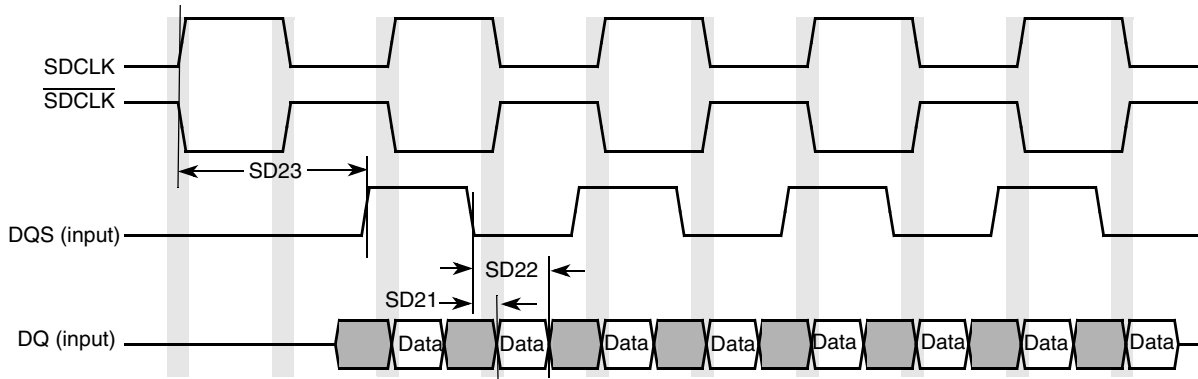 SDCLK
SDCLK
SD23
DQS (input)
SD22
SD21
DQ (input)
Data Data Data Data Data Data Data Data